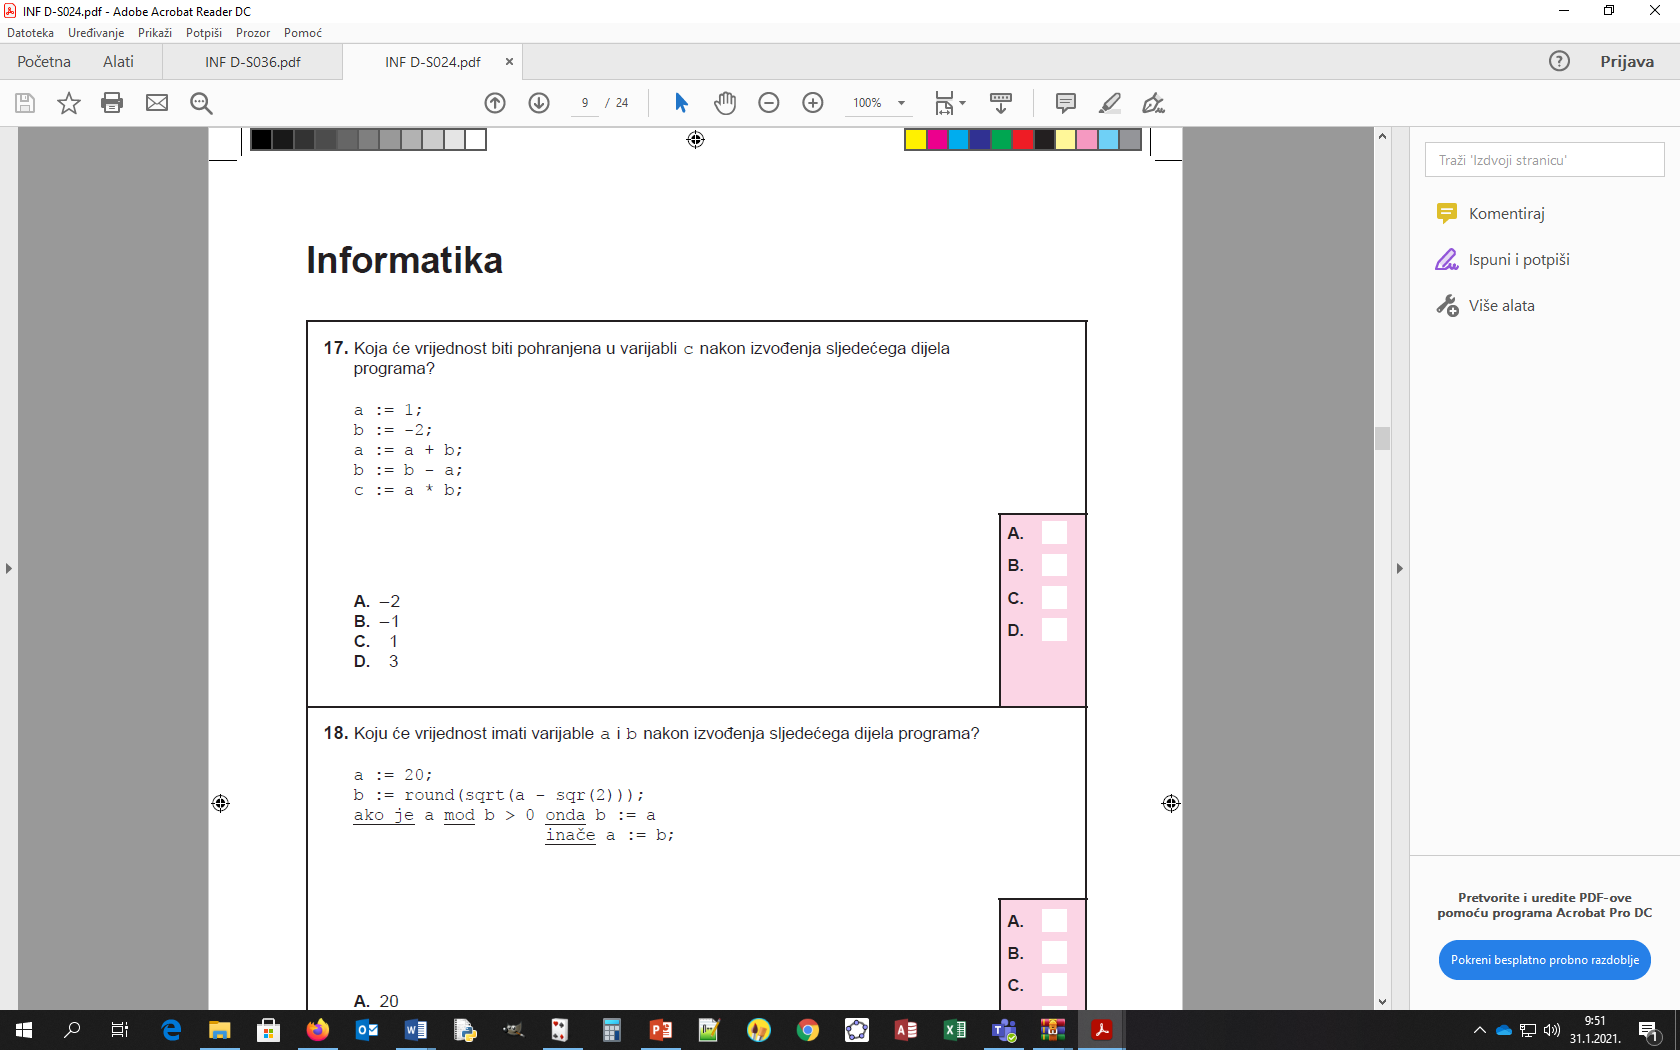 INF D-S024.pdf - Adobe Acrobat Reader DC
Datoteka Uređivanje Prikaži Potpiši Prozor Pomoć
Početna Alati INF D-S036.pdf INF D-S024.pdf × ? Prijava
9 / 24 100%
Traži 'Izdvoji stranicu'
Komentiraj
Ispuni i potpiši
Više alata
Informatika
17. Koja će vrijednost biti pohranjena u varijabli c nakon izvođenja sljedećega dijela
programa?
a := 1;
b := -2;
a := a + b;
b := b - a;
c := a * b;
A.
B.
C.
D.
A. –2
B. –1
C. 1
D. 3
18. Koju će vrijednost imati varijable a i b nakon izvođenja sljedećega dijela programa?
a := 20;
b := round(sqrt(a - sqr(2)));
ako je a mod b > 0 onda b := a
inače a := b;
A.
B.
C.
A. 20
Pretvorite i uredite PDF-ove
pomoću programa Acrobat Pro DC
Pokreni besplatno probno razdoblje
9:51
31.1.2021.
1